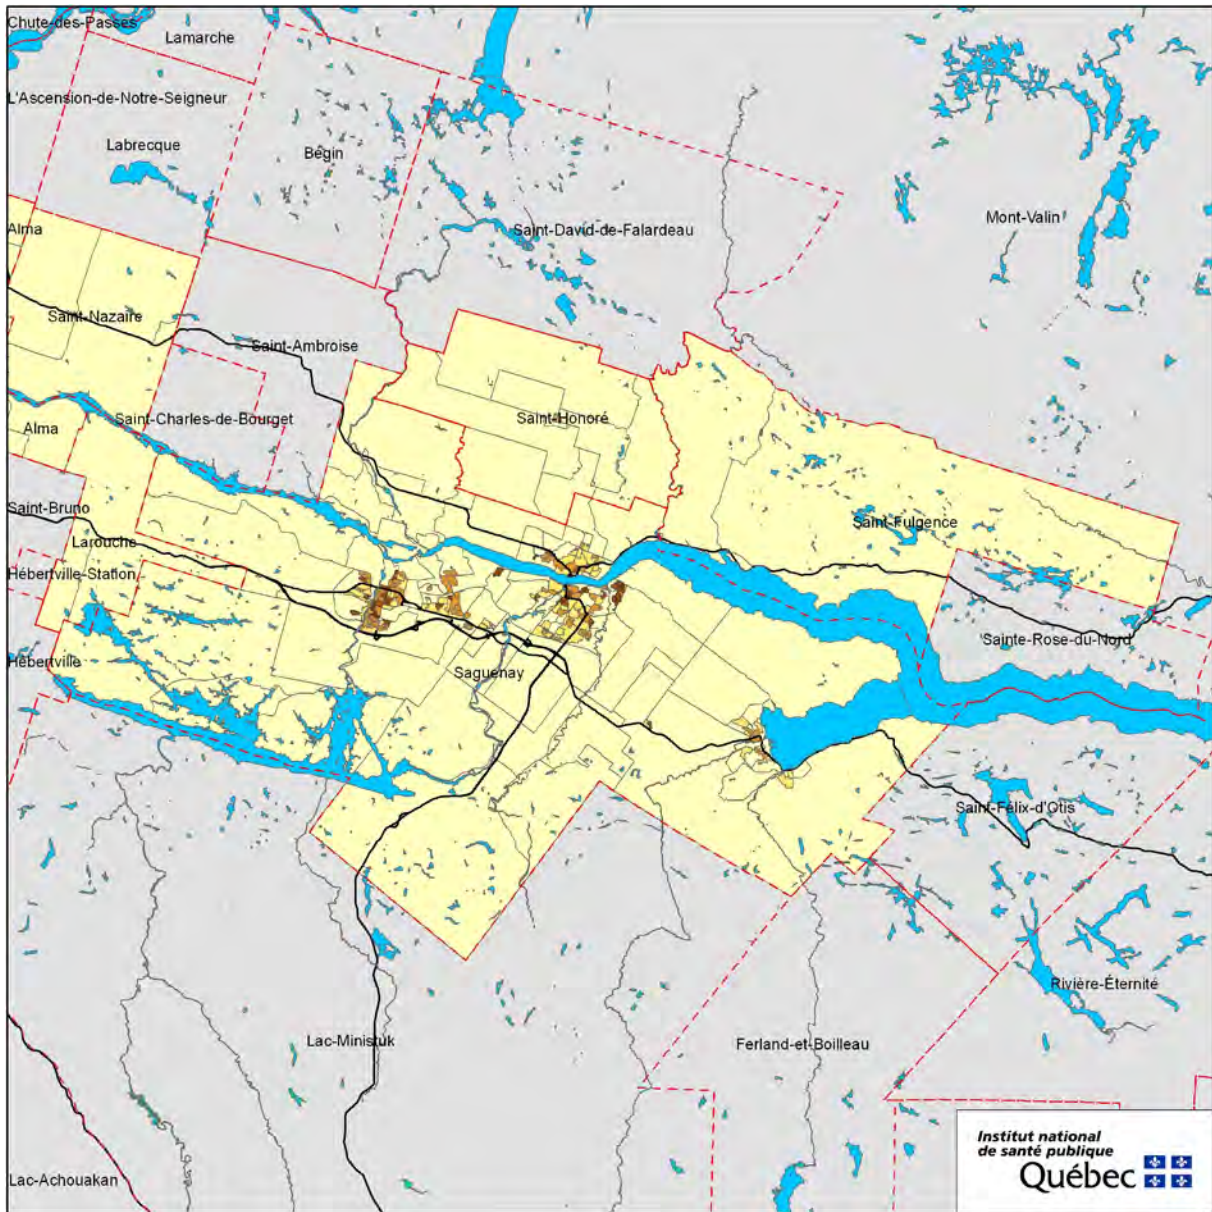 Chute-des-Passes
Lamarche
L'Ascension-de-Notre-Seigneur
Labrecque
Bégin
Mont-Valin
Alma
Saint-David-de-Falardeau
Saint-Nazaire
Saint-Ambroise
Saint-Charles-de-Bourget
Saint-Honoré
Alma
Saint-Bruno
Saint-Fulgence
Larouche
Hébertville-Station
Sainte-Rose-du-Nord
Hébertville
Saguenay
Saint-Félix-d'Otis
Rivière-Éternité
Lac-Ministuk
Ferland-et-Boilleau
Lac-Achouakan
Institut national
de santé publique
Québec